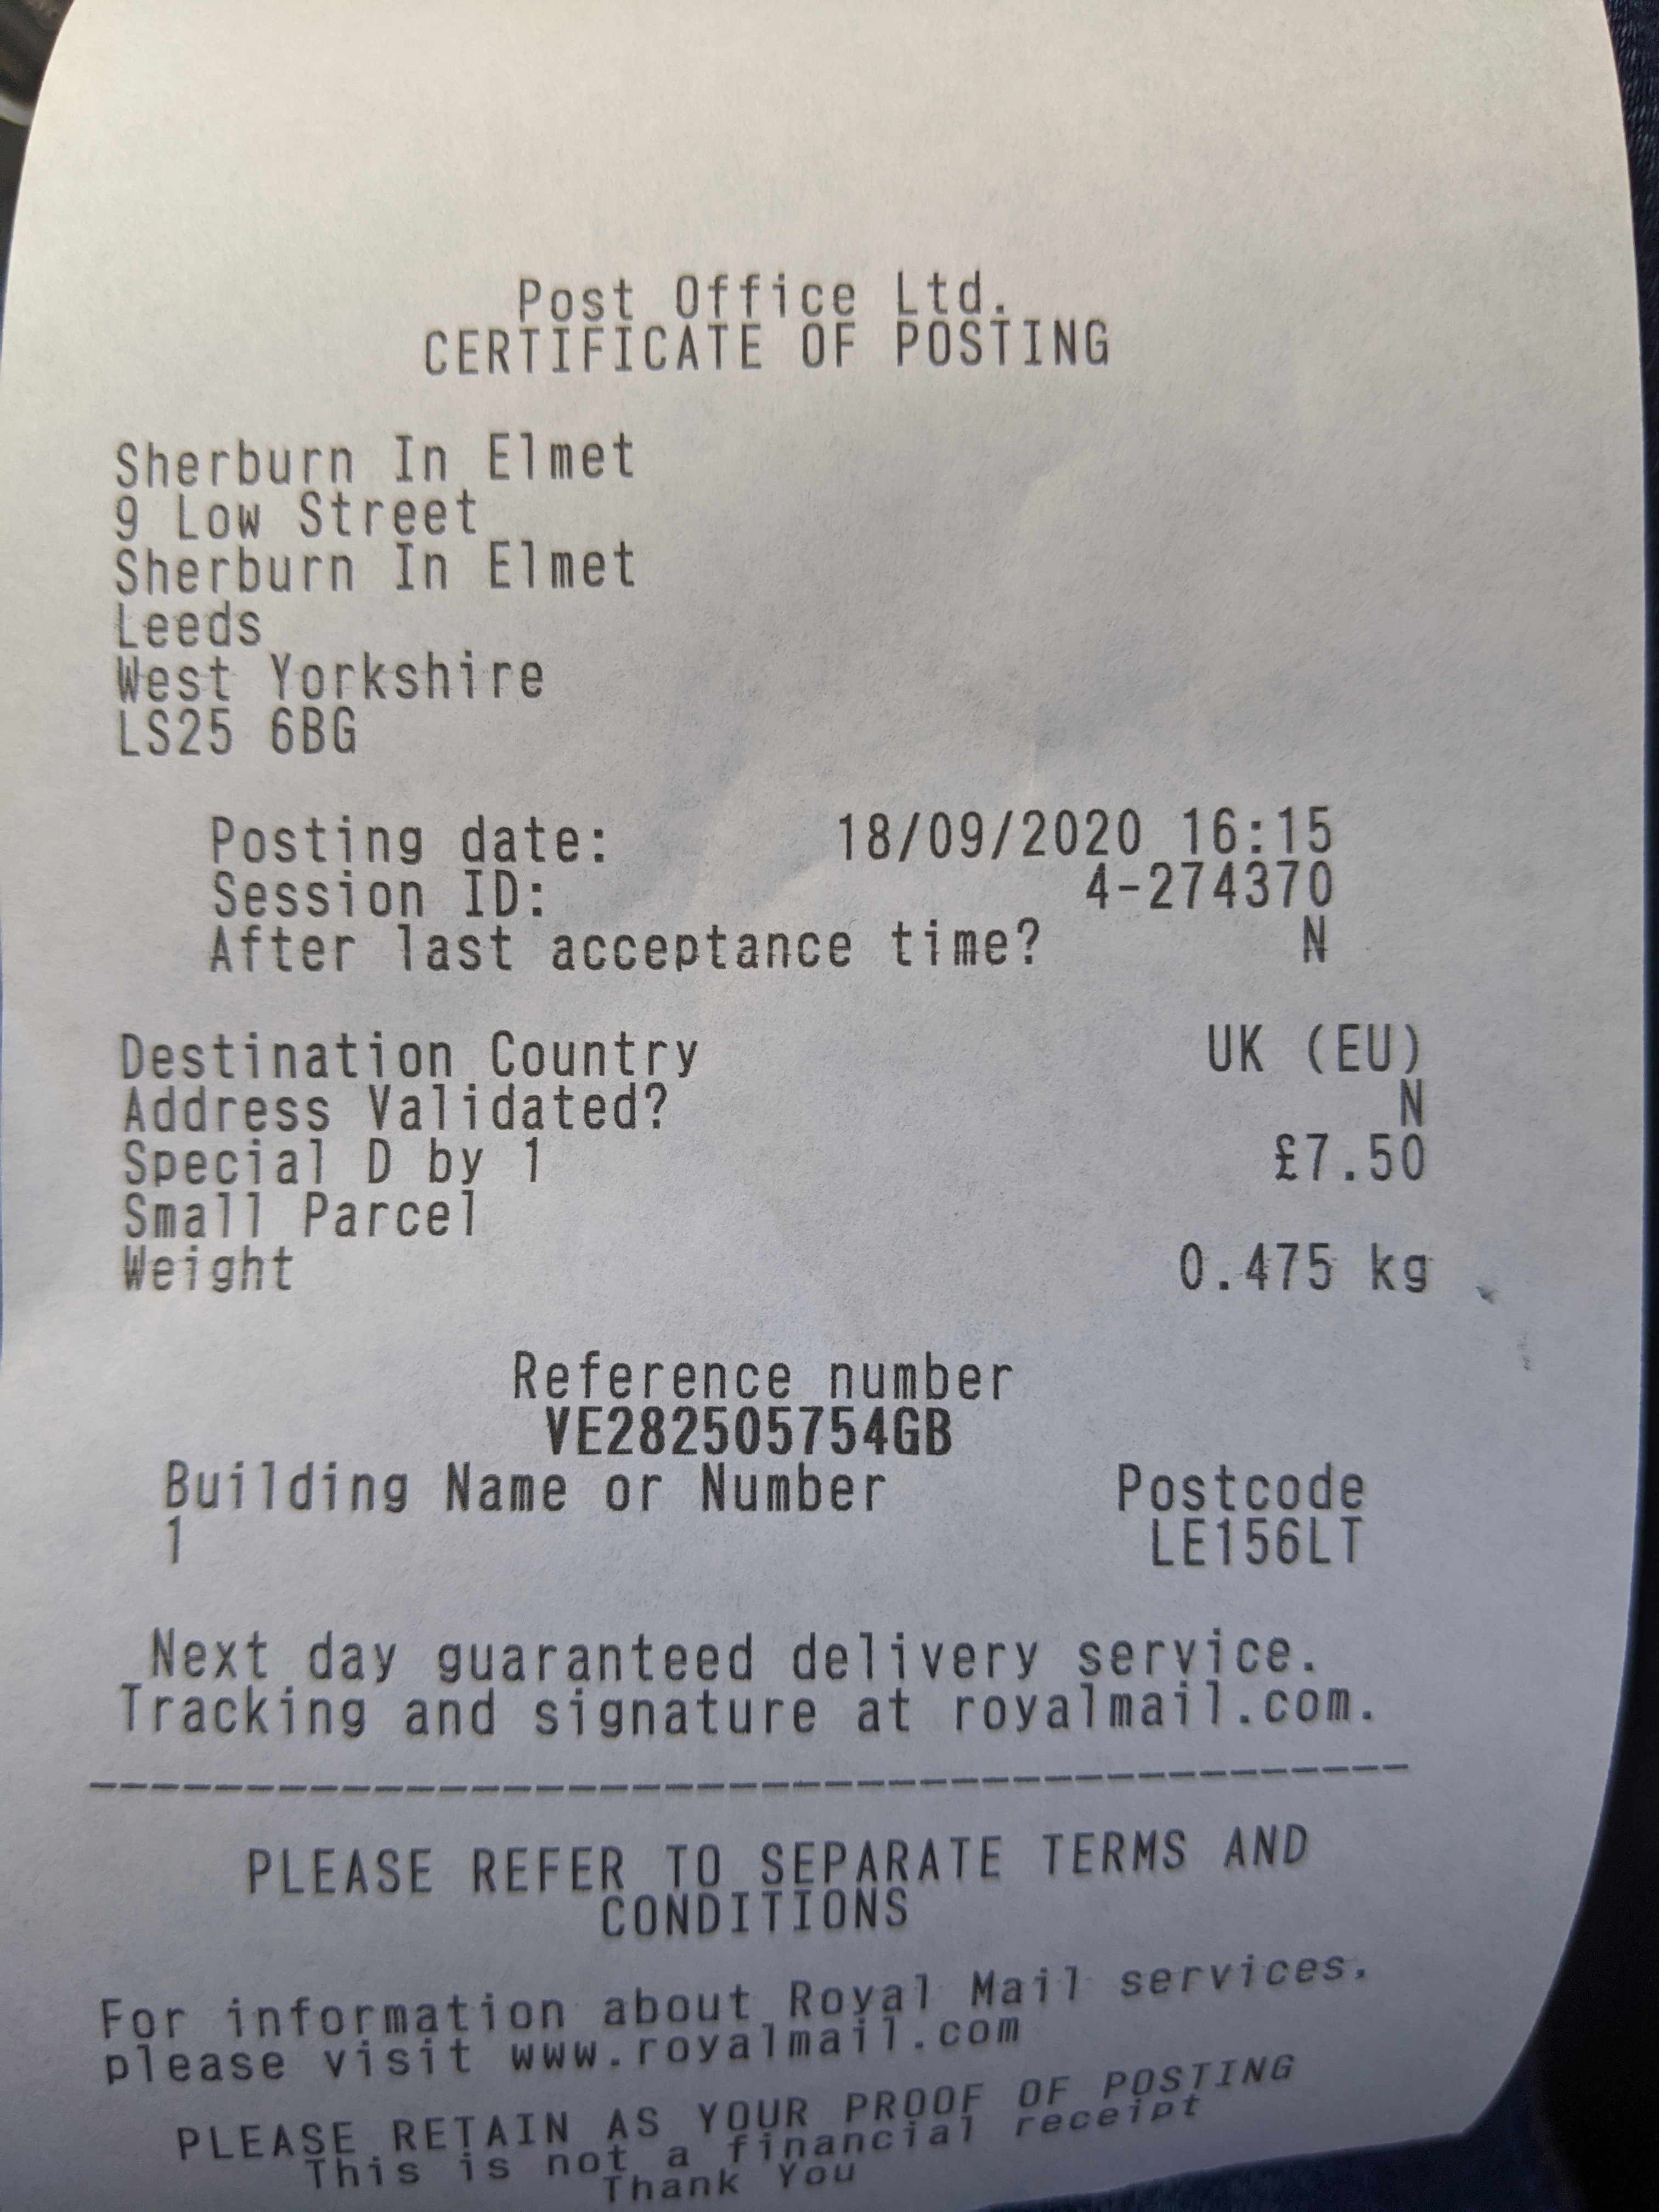 Post Office Ltd.
CERTIFICATE OF POSTING
Sherburn In Elmet
9 Low Street
Sherburn In Elmet
Leeds
West Yorkshire
LS25 6BG
Posting date: 18/09/2020 16:15
Session ID: 4-274370
After last acceptance time? N
Destination Country UK (EU)
Address Validated? N
Special D by 1 £7.50
Small Parcel
Weight 0.475 kg
Reference number
VE282505754GB
Building Name or Number Postcode
1 LE156LT
Next day guaranteed delivery service.
Tracking and signature at royalmail.com.
-------------------------------------------
PLEASE REFER TO SEPARATE TERMS AND
CONDITIONS
For information about Royal Mail services,
please visit www.royalmail.com
PLEASE RETAIN AS YOUR PROOF OF POSTING
This is not a financial receipt
Thank You